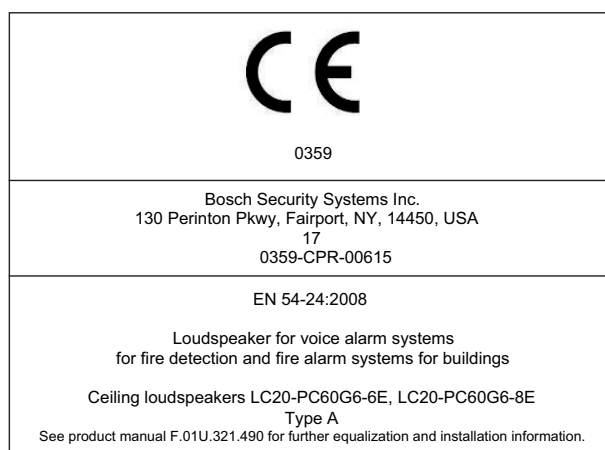 CE
0359
Bosch Security Systems Inc.
130 Perinton Pkwy, Fairport, NY, 14450, USA
17
0359-CPR-00615
EN 54-24:2008
Loudspeaker for voice alarm systems
for fire detection and fire alarm systems for buildings
Ceiling loudspeakers LC20-PC60G6-6E, LC20-PC60G6-8E
Type A
See product manual F.01U.321.490 for further equalization and installation information.